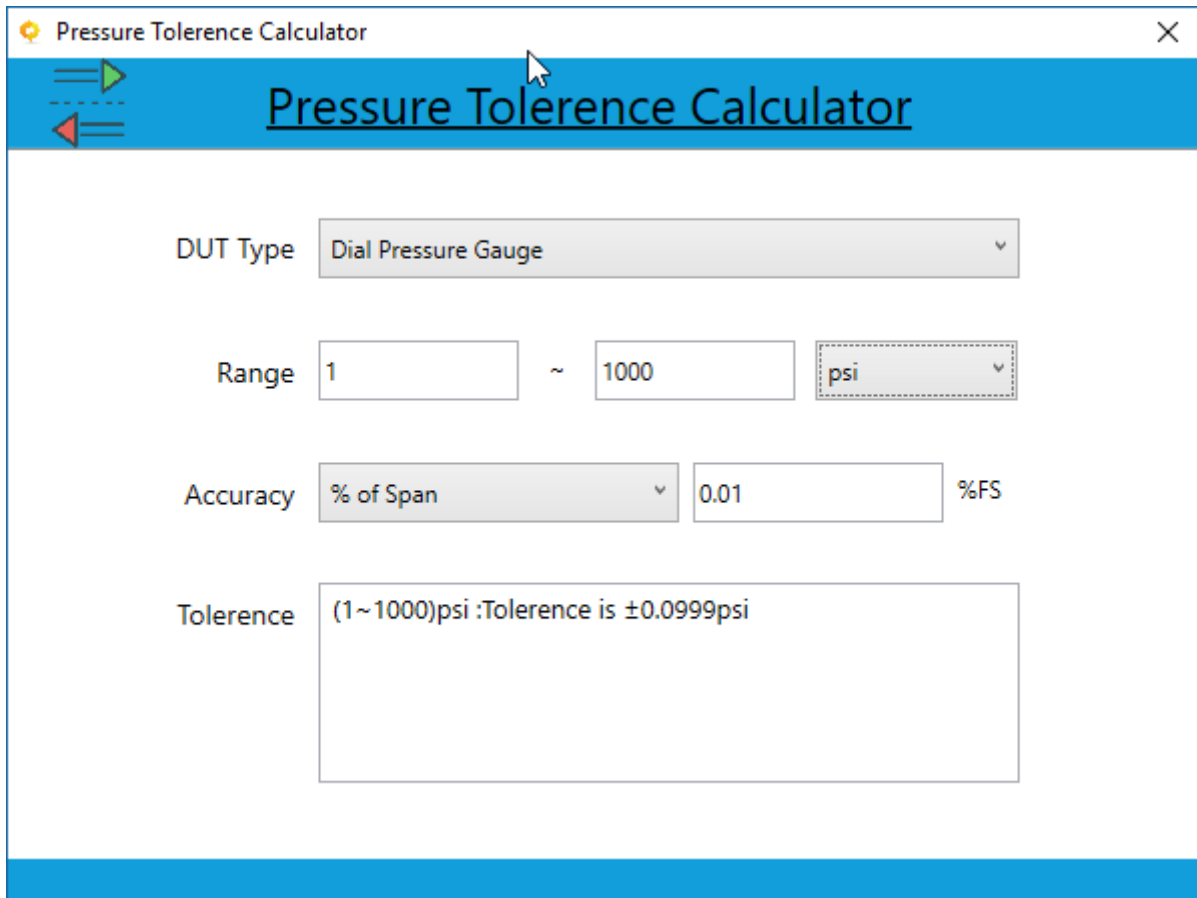 Pressure Tolerence Calculator
Pressure Tolerence Calculator
DUT Type Dial Pressure Gauge
Range 1 ~ 1000 psi
Accuracy % of Span 0.01 %FS
Tolerence (1~1000)psi :Tolerence is ±0.0999psi